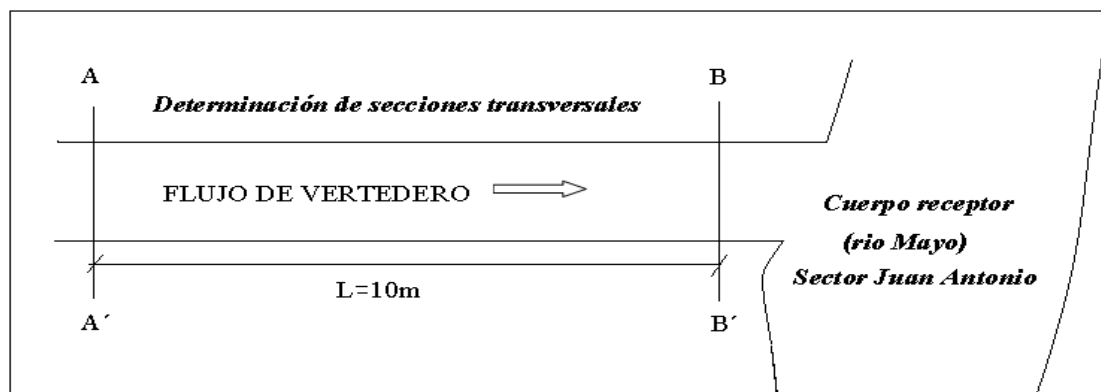 A
B
Determinación de secciones transversales
FLUJO DE VERTEDERO
Cuerpo receptor
(rio Mayo)
Sector Juan Antonio
L=10m
A´
B´